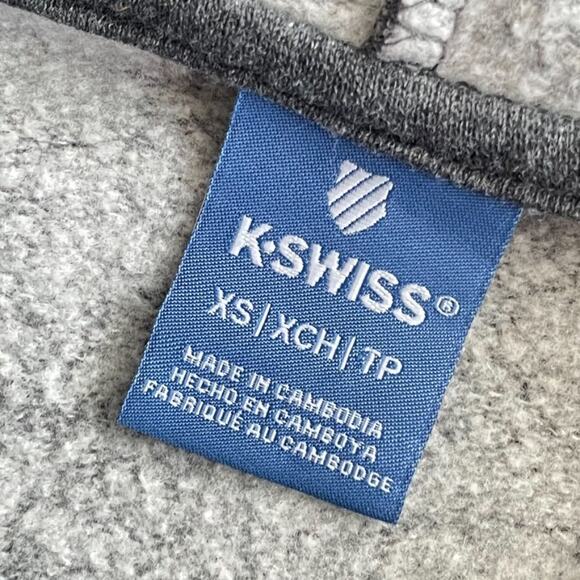 K·SWISS®
XS|XCH|TP
MADE IN CAMBODIA
HECHO EN CAMBOYA
FABRIQUÉ AU CAMBODGE